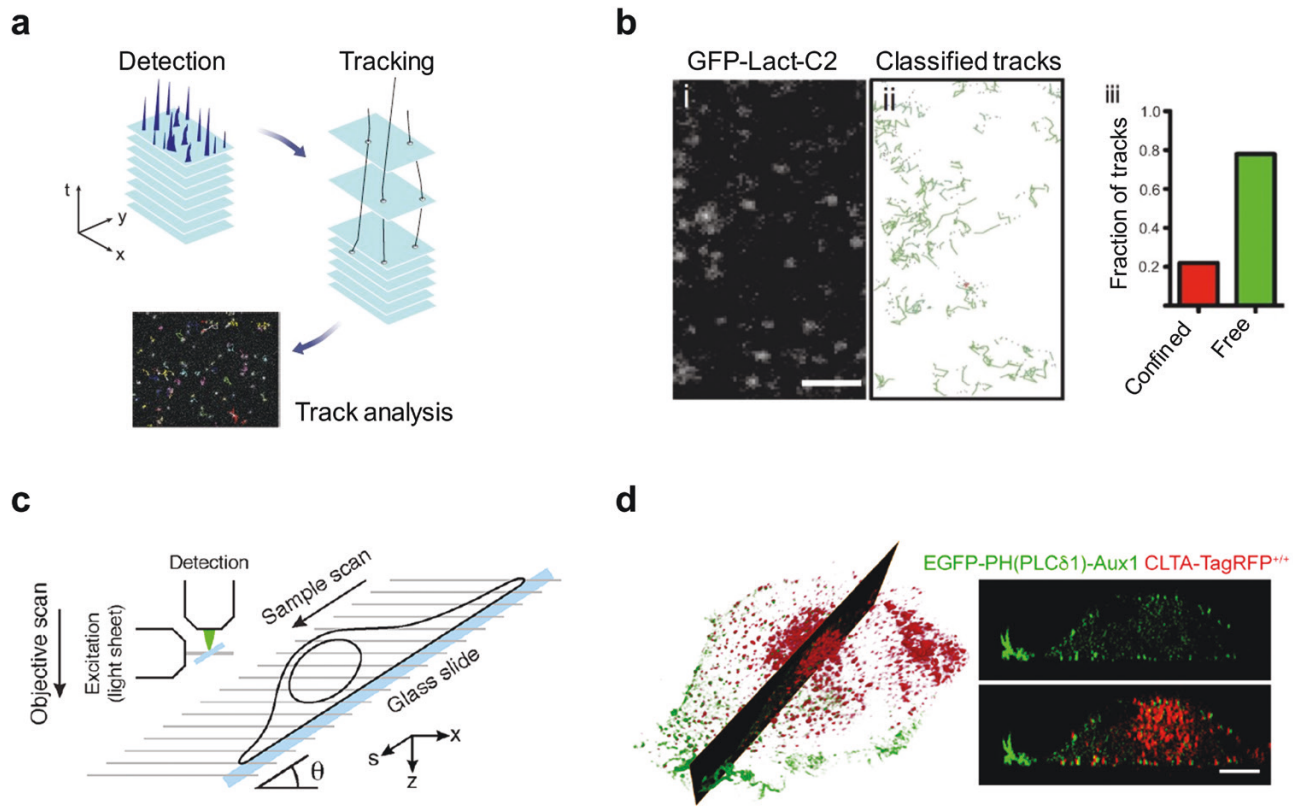 a
Detection
Tracking
t
y
x
Track analysis
b
GFP-Lact-C2
Classified tracks
i
ii
iii
Fraction of tracks
1.0
0.8
0.6
0.4
0.2
Confined
Free
c
Objective scan
Excitation
(light sheet)
Detection
Sample scan
Glass slide
θ
s
x
z
d
EGFP-PH(PLCδ1)-Aux1 CLTA-TagRFP+/+